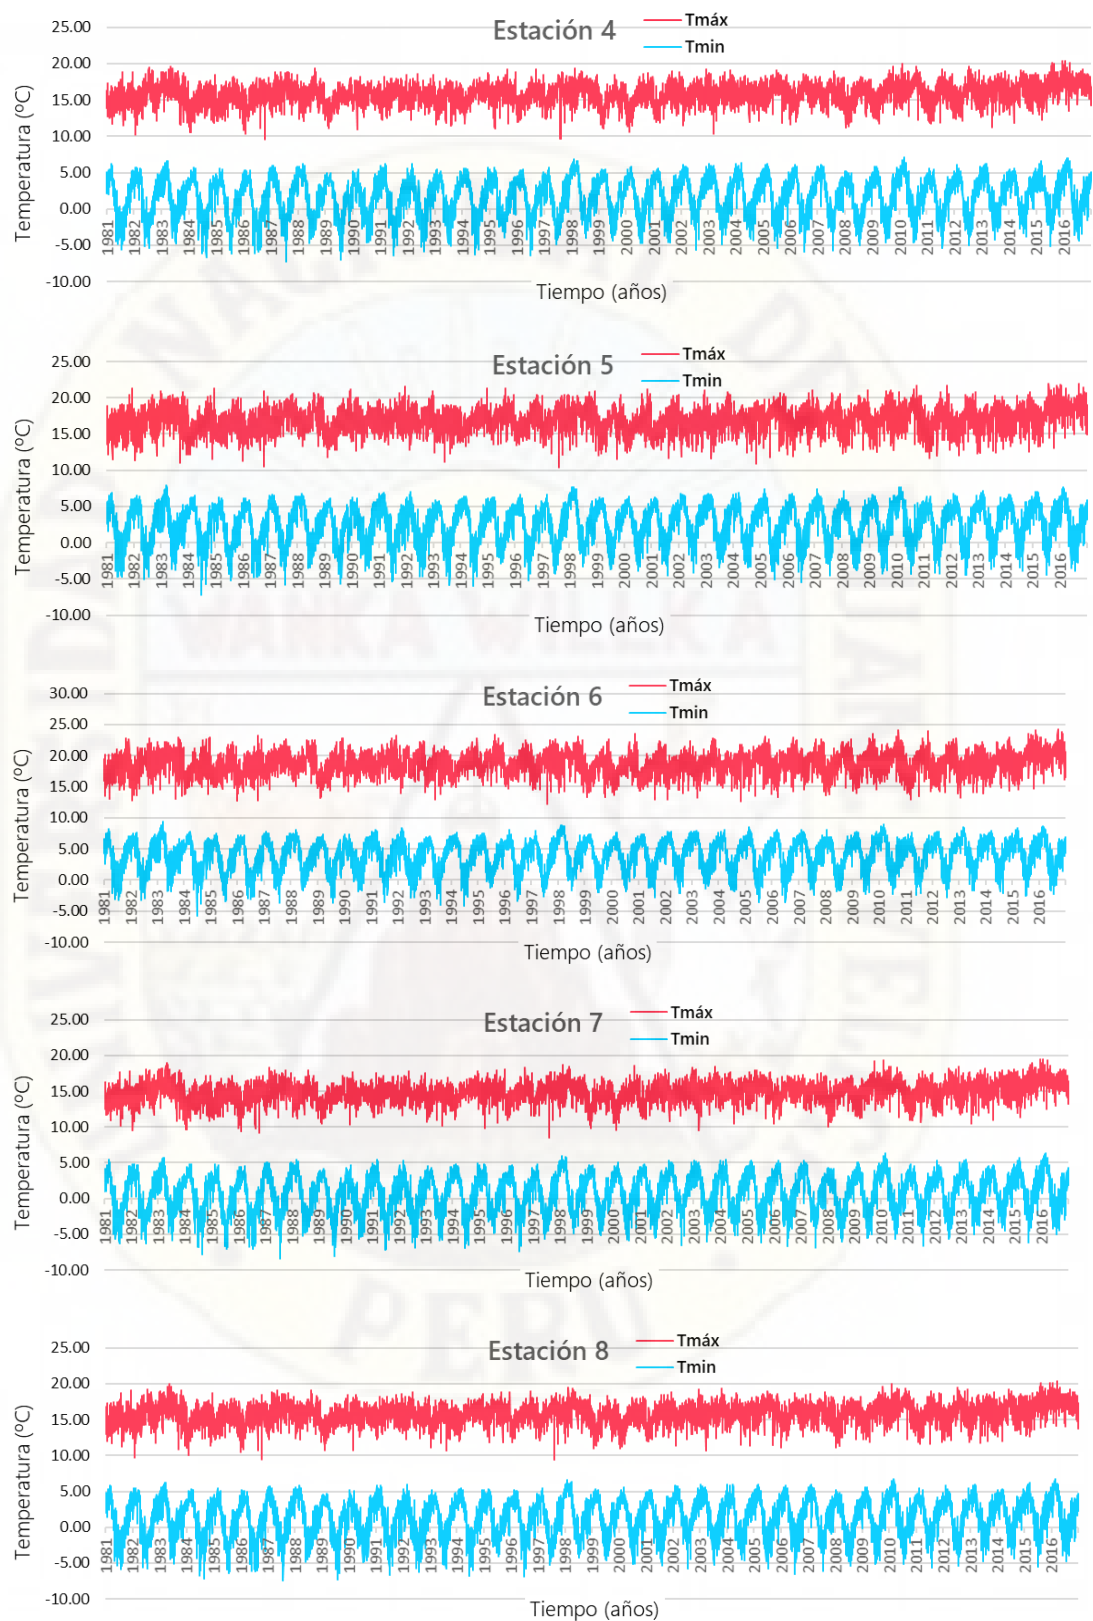 Estación 4
Tmáx
Tmin
25.00
20.00
15.00
10.00
5.00
0.00
-5.00
-10.00
Temperatura (ºC)
1981 1982 1983 1984 1985 1986 1987 1988 1989 1990 1991 1992 1993 1994 1995 1996 1997 1998 1999 2000 2001 2002 2003 2004 2005 2006 2007 2008 2009 2010 2011 2012 2013 2014 2015 2016
Tiempo (años)
Estación 5
Tmáx
Tmin
25.00
20.00
15.00
10.00
5.00
0.00
-5.00
-10.00
Temperatura (ºC)
1981 1982 1983 1984 1985 1986 1987 1988 1989 1990 1991 1992 1993 1994 1995 1996 1997 1998 1999 2000 2001 2002 2003 2004 2005 2006 2007 2008 2009 2010 2011 2012 2013 2014 2015 2016
Tiempo (años)
WANKA WILLKA
Estación 6
Tmáx
Tmin
30.00
25.00
20.00
15.00
10.00
5.00
0.00
-5.00
-10.00
Temperatura (ºC)
1981 1982 1983 1984 1985 1986 1987 1988 1989 1990 1991 1992 1993 1994 1995 1996 1997 1998 1999 2000 2001 2002 2003 2004 2005 2006 2007 2008 2009 2010 2011 2012 2013 2014 2015 2016
Tiempo (años)
Estación 7
Tmáx
Tmin
25.00
20.00
15.00
10.00
5.00
0.00
-5.00
-10.00
Temperatura (ºC)
1981 1982 1983 1984 1985 1986 1987 1988 1989 1990 1991 1992 1993 1994 1995 1996 1997 1998 1999 2000 2001 2002 2003 2004 2005 2006 2007 2008 2009 2010 2011 2012 2013 2014 2015 2016
Tiempo (años)
PERU
Estación 8
Tmáx
Tmin
25.00
20.00
15.00
10.00
5.00
0.00
-5.00
-10.00
Temperatura (ºC)
1981 1982 1983 1984 1985 1986 1987 1988 1989 1990 1991 1992 1993 1994 1995 1996 1997 1998 1999 2000 2001 2002 2003 2004 2005 2006 2007 2008 2009 2010 2011 2012 2013 2014 2015 2016
Tiempo (años)